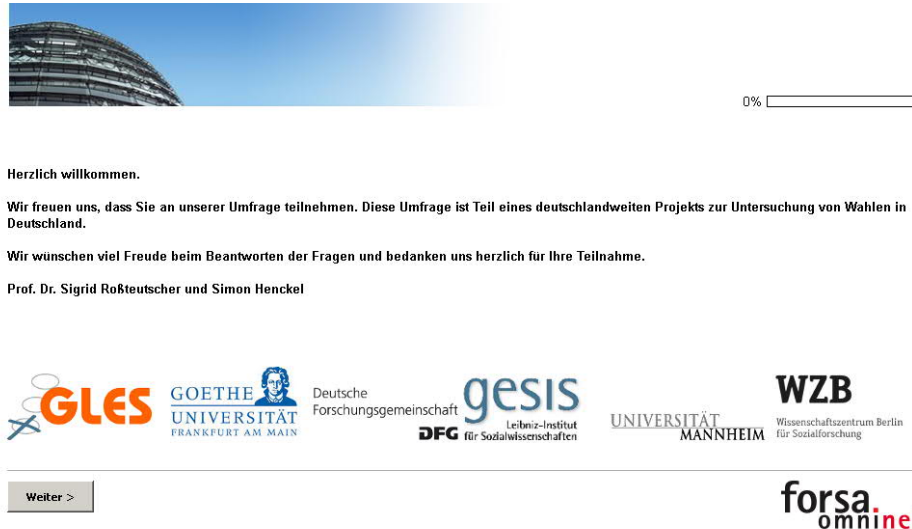 0%
Herzlich willkommen.
Wir freuen uns, dass Sie an unserer Umfrage teilnehmen. Diese Umfrage ist Teil eines deutschlandweiten Projekts zur Untersuchung von Wahlen in
Deutschland.
Wir wünschen viel Freude beim Beantworten der Fragen und bedanken uns herzlich für Ihre Teilnahme.
Prof. Dr. Sigrid Roßteutscher und Simon Henckel
GLES
GOETHE
UNIVERSITÄT
FRANKFURT AM MAIN
Deutsche
Forschungsgemeinschaft
DFG
gesis
Leibniz-Institut
für Sozialwissenschaften
UNIVERSITÄT
MANNHEIM
WZB
Wissenschaftszentrum Berlin
für Sozialforschung
Weiter >
forsa.
omnine